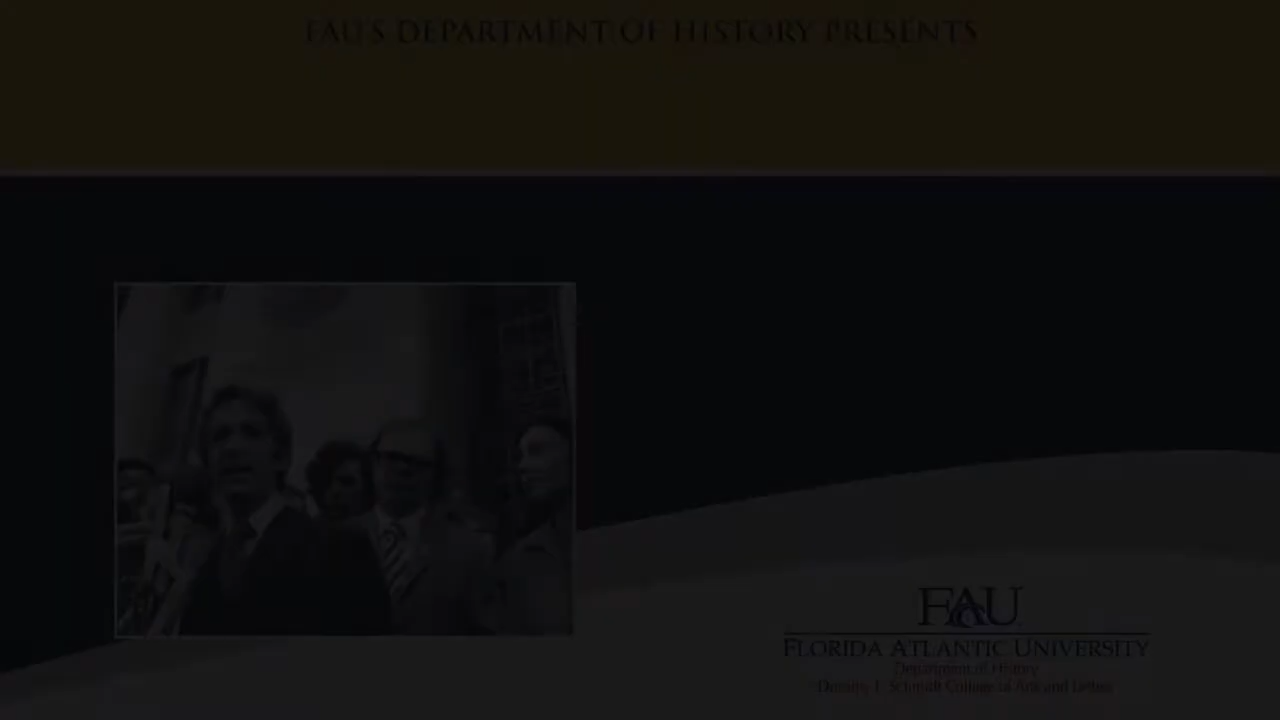 FAU'S DEPARTMENT OF HISTORY PRESENTS
FAU
FLORIDA ATLANTIC UNIVERSITY
Department of History
Dorothy F. Schmidt College of Arts and Letters